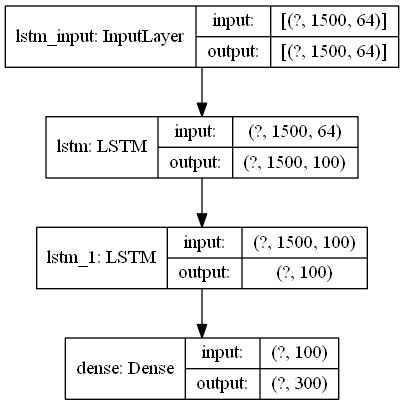 lstm_input: InputLayer
input:
[(?, 1500, 64)]
output:
[(?, 1500, 64)]
lstm: LSTM
input:
(?, 1500, 64)
output:
(?, 1500, 100)
lstm_1: LSTM
input:
(?, 1500, 100)
output:
(?, 100)
dense: Dense
input:
(?, 100)
output:
(?, 300)